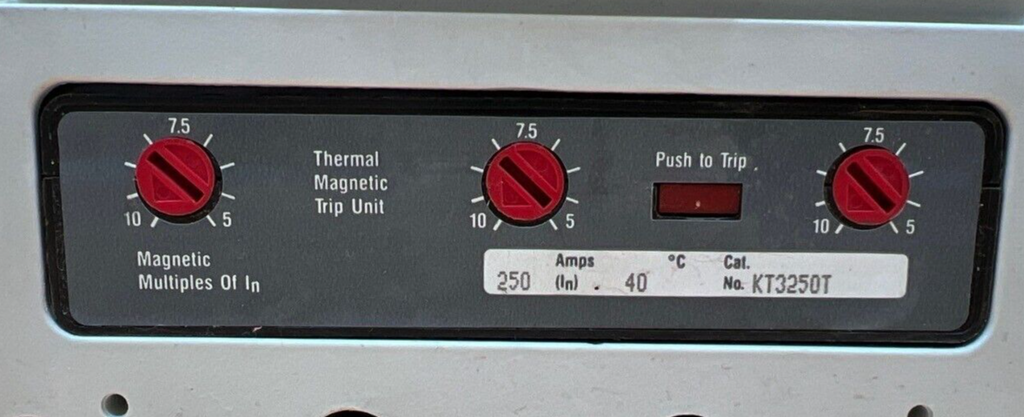 7.5
10 5
Thermal
Magnetic
Trip Unit
7.5
10 5
Push to Trip
7.5
10 5
Magnetic
Multiples Of In
250 Amps (In) . 40 °C Cat. No. KT3250T